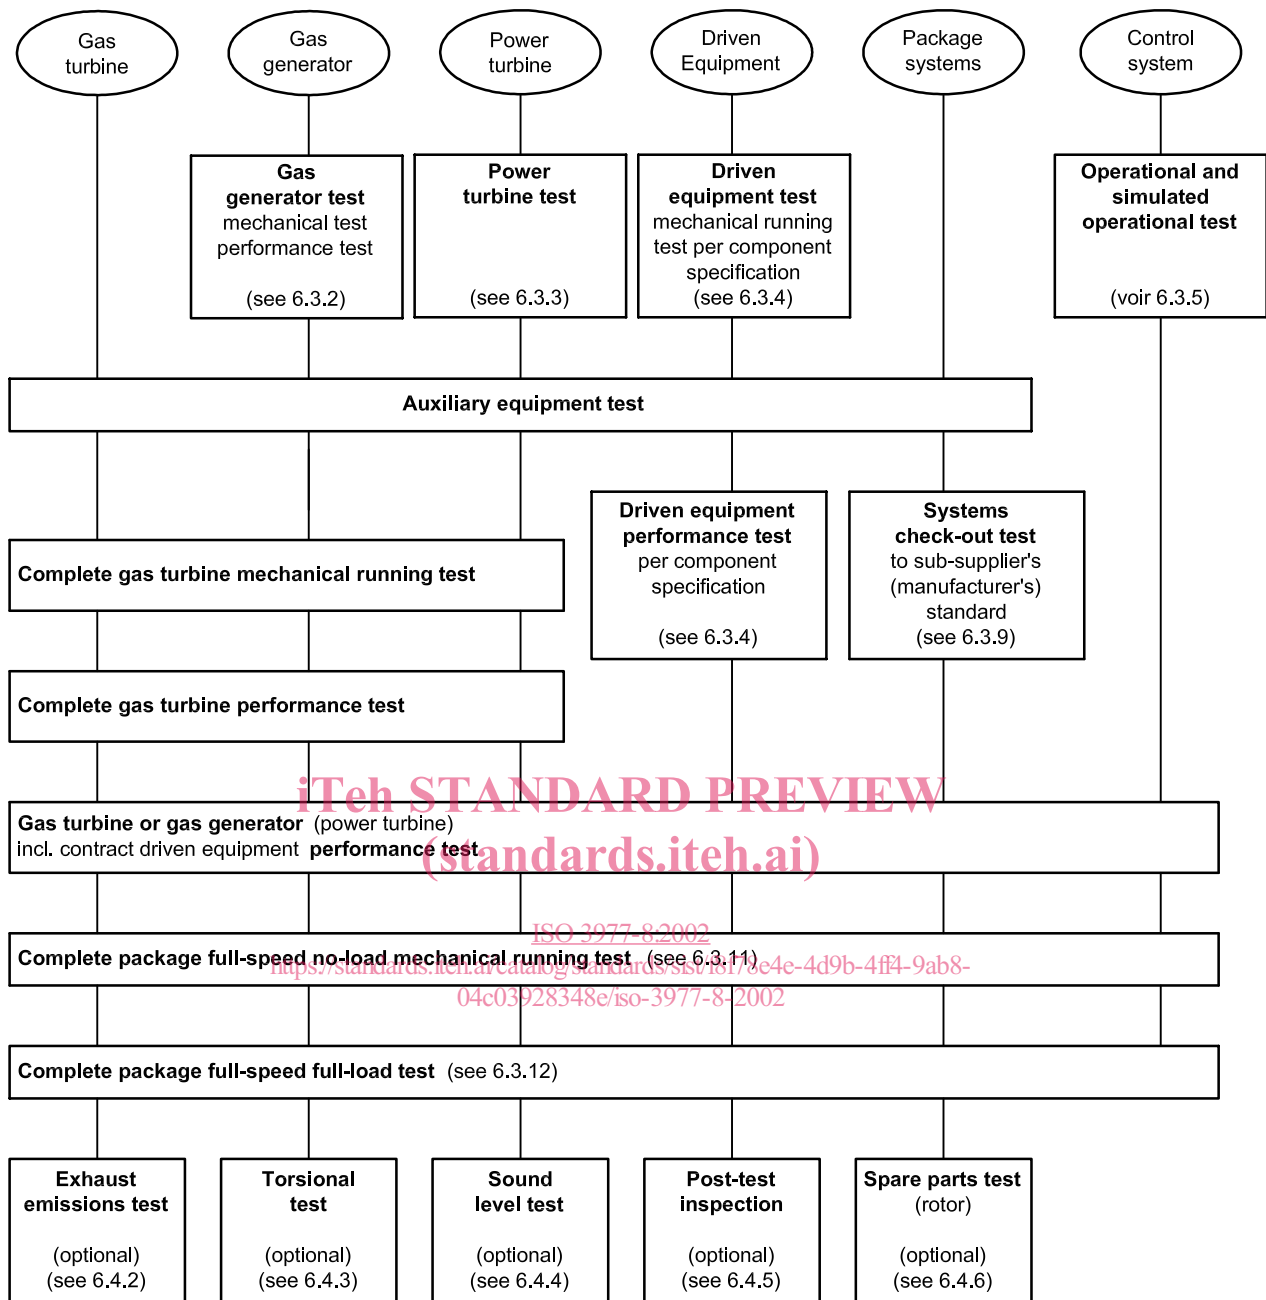 Gas
turbine
Gas
generator
Power
turbine
Driven
Equipment
Package
systems
Control
system
Gas
generator test
mechanical test
performance test
(see 6.3.2)
Power
turbine test
(see 6.3.3)
Driven
equipment test
mechanical running
test per component
specification
(see 6.3.4)
Operational and
simulated
operational test
(voir 6.3.5)
Auxiliary equipment test
Driven equipment
performance test
per component
specification
(see 6.3.4)
Systems
check-out test
to sub-supplier's
(manufacturer's)
standard
(see 6.3.9)
Complete gas turbine mechanical running test
Complete gas turbine performance test
iTeh STANDARD PREVIEW
Gas turbine or gas generator (power turbine)
incl. contract driven equipment performance test
(standards.iteh.ai)
ISO 3977-8:2002
Complete package full-speed no-load mechanical running test (see 6.3.11)
https://standards.iteh.ai/catalog/standards/sist/f8f78e4e-4d9b-4ff4-9ab8-
04c03928348e/iso-3977-8-2002
Complete package full-speed full-load test (see 6.3.12)
Exhaust
emissions test
(optional)
(see 6.4.2)
Torsional
test
(optional)
(see 6.4.3)
Sound
level test
(optional)
(see 6.4.4)
Post-test
inspection
(optional)
(see 6.4.5)
Spare parts test
(rotor)
(optional)
(see 6.4.6)